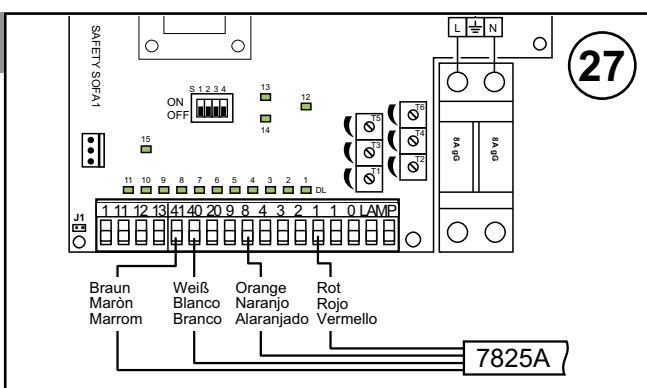 27
L N
SAFETY SOFA1
S 1 2 3 4
ON
OFF
13
12
14
15
T5
T6
T3
T4
T1
T2
8A gG
8A gG
11 10 9 8 7 6 5 4 3 2 1 DL
J1
1 11 12 13 41 40 20 9 8 4 3 2 1 1 0 LAMP
Braun
Maròn
Marrom
Weiß
Blanco
Branco
Orange
Naranjo
Alaranjado
Rot
Rojo
Vermello
7825A